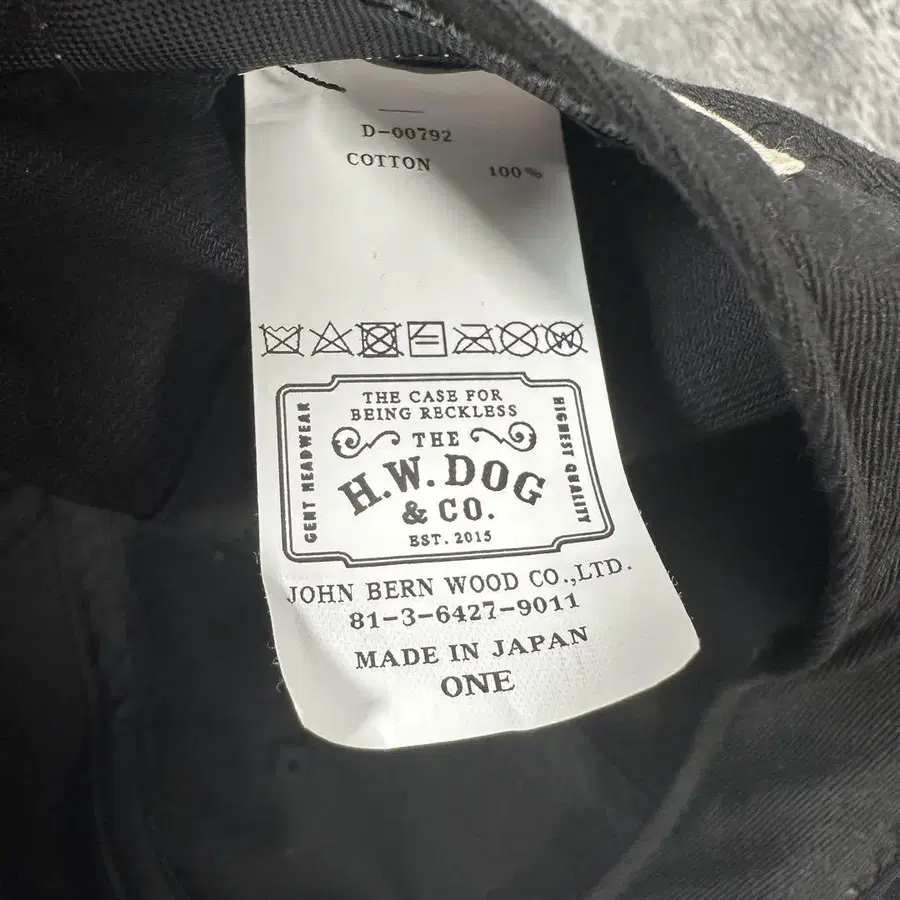 D-00792
COTTON 100%
THE CASE FOR
BEING RECKLESS
GENT HEADWEAR
THE
H.W.DOG
& CO.
EST. 2015
HIGHEST QUALITY
JOHN BERN WOOD CO.,LTD.
81-3-6427-9011
MADE IN JAPAN
ONE